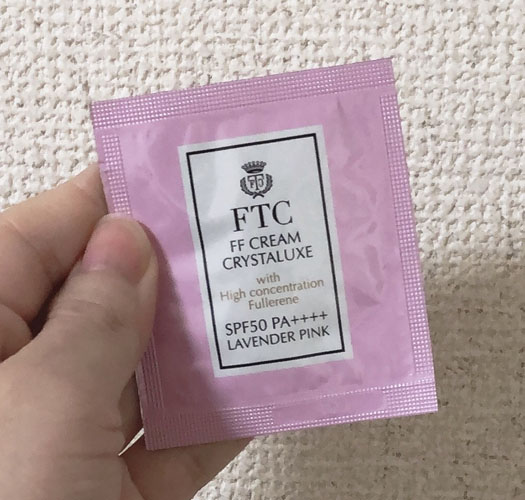 FTC
FF CREAM
CRYSTALUXE
with
High concentration
Fullerene
SPF50 PA++++
LAVENDER PINK